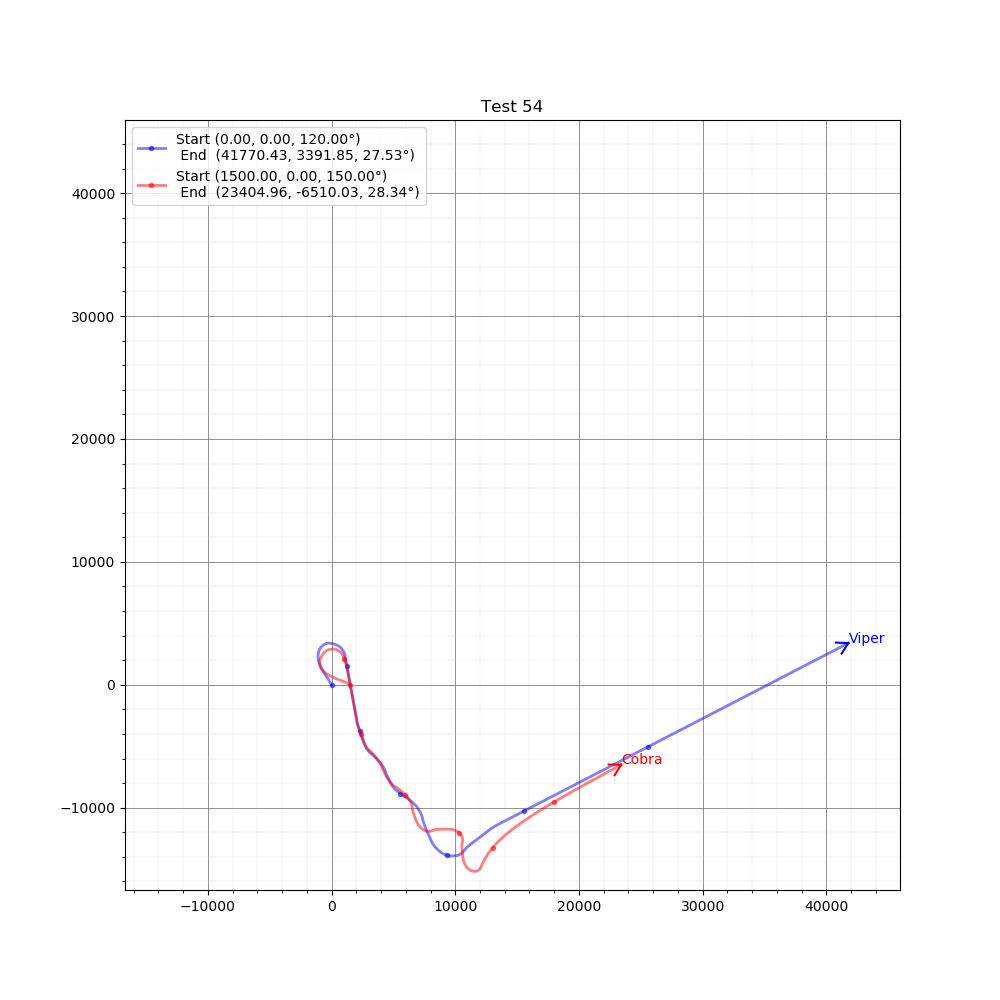 Test 54
Start (0.00, 0.00, 120.00°)
End  (41770.43, 3391.85, 27.53°)
Start (1500.00, 0.00, 150.00°)
End  (23404.96, -6510.03, 28.34°)
40000
30000
20000
10000
0
−10000
Viper
Cobra
−10000
0
10000
20000
30000
40000